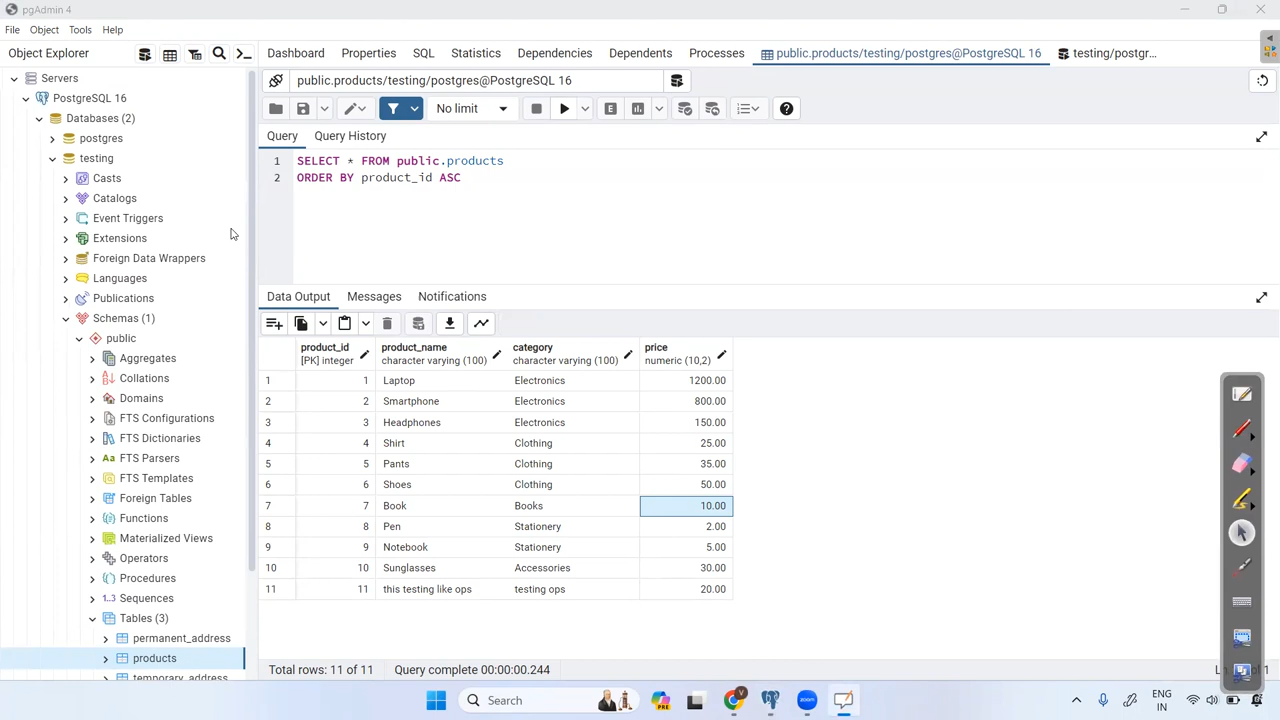 pgAdmin 4
File Object Tools Help
Object Explorer
Dashboard Properties SQL Statistics Dependencies Dependents Processes public.products/testing/postgres@PostgreSQL 16 testing/postgr...
public.products/testing/postgres@PostgreSQL 16
No limit
Query Query History
1 SELECT * FROM public.products
2 ORDER BY product_id ASC
Servers
PostgreSQL 16
Databases (2)
postgres
testing
Casts
Catalogs
Event Triggers
Extensions
Foreign Data Wrappers
Languages
Publications
Schemas (1)
public
Aggregates
Collations
Domains
FTS Configurations
FTS Dictionaries
Aa FTS Parsers
FTS Templates
Foreign Tables
Functions
Materialized Views
Operators
Procedures
1..3 Sequences
Tables (3)
permanent_address
products
temporary_address
Data Output Messages Notifications
product_id product_name category price
[PK] integer character varying (100) character varying (100) numeric (10,2)
1 1 Laptop Electronics 1200.00
2 2 Smartphone Electronics 800.00
3 3 Headphones Electronics 150.00
4 4 Shirt Clothing 25.00
5 5 Pants Clothing 35.00
6 6 Shoes Clothing 50.00
7 7 Book Books 10.00
8 8 Pen Stationery 2.00
9 9 Notebook Stationery 5.00
10 10 Sunglasses Accessories 30.00
11 11 this testing like ops testing ops 20.00
Total rows: 11 of 11 Query complete 00:00:00.244
Search
PRE
V
zoom
ENG
IN